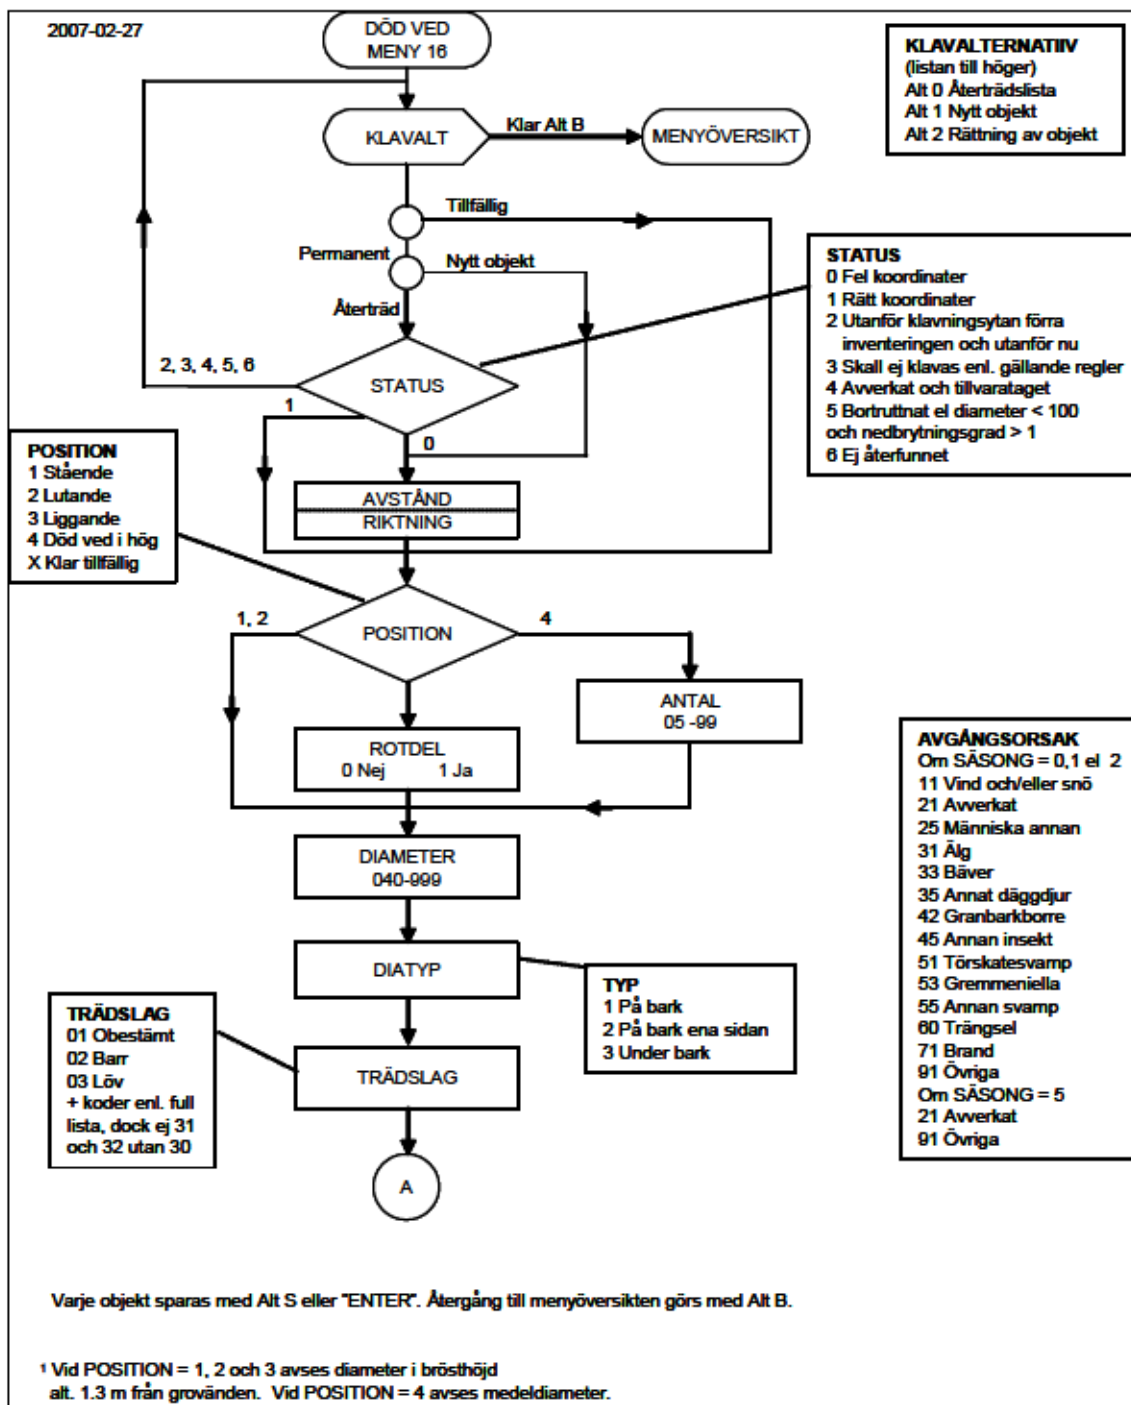 2007-02-27
DÖD VED
MENY 16
KLAVALTERNATIIV
(listan till höger)
Alt 0 Återträdslista
Alt 1 Nytt objekt
Alt 2 Rättning av objekt
KLAVALT
Klar Alt B
MENYÖVERSIKT
Tillfällig
Permanent
Nytt objekt
Återträd
STATUS
0 Fel koordinater
1 Rätt koordinater
2 Utanför klavningsytan förra
inventeringen och utanför nu
3 Skall ej klavas enl. gällande regler
4 Avverkat och tillvarataget
5 Bortruttnat el diameter < 100
och nedbrytningsgrad > 1
6 Ej återfunnet
2, 3, 4, 5, 6
STATUS
1
0
POSITION
1 Stående
2 Lutande
3 Liggande
4 Död ved i hög
X Klar tillfällig
AVSTÅND
RIKTNING
1, 2
POSITION
4
ANTAL
05 -99
ROTDEL
0 Nej 1 Ja
AVGÅNGSORSAK
Om SÄSONG = 0,1 el 2
11 Vind och/eller snö
21 Avverkat
25 Människa annan
31 Älg
33 Bäver
35 Annat däggdjur
42 Granbarkborre
45 Annan insekt
51 Törskatesvamp
53 Gremmeniella
55 Annan svamp
60 Trängsel
71 Brand
91 Övriga
Om SÄSONG = 5
21 Avverkat
91 Övriga
DIAMETER
040-999
DIATYP
TYP
1 På bark
2 På bark ena sidan
3 Under bark
TRÄDSLAG
01 Obestämt
02 Barr
03 Löv
+ koder enl. full
lista, dock ej 31
och 32 utan 30
TRÄDSLAG
A
Varje objekt sparas med Alt S eller "ENTER". Återgång till menyöversikten görs med Alt B.
¹ Vid POSITION = 1, 2 och 3 avses diameter i brösthöjd
alt. 1.3 m från grovänden. Vid POSITION = 4 avses medeldiameter.